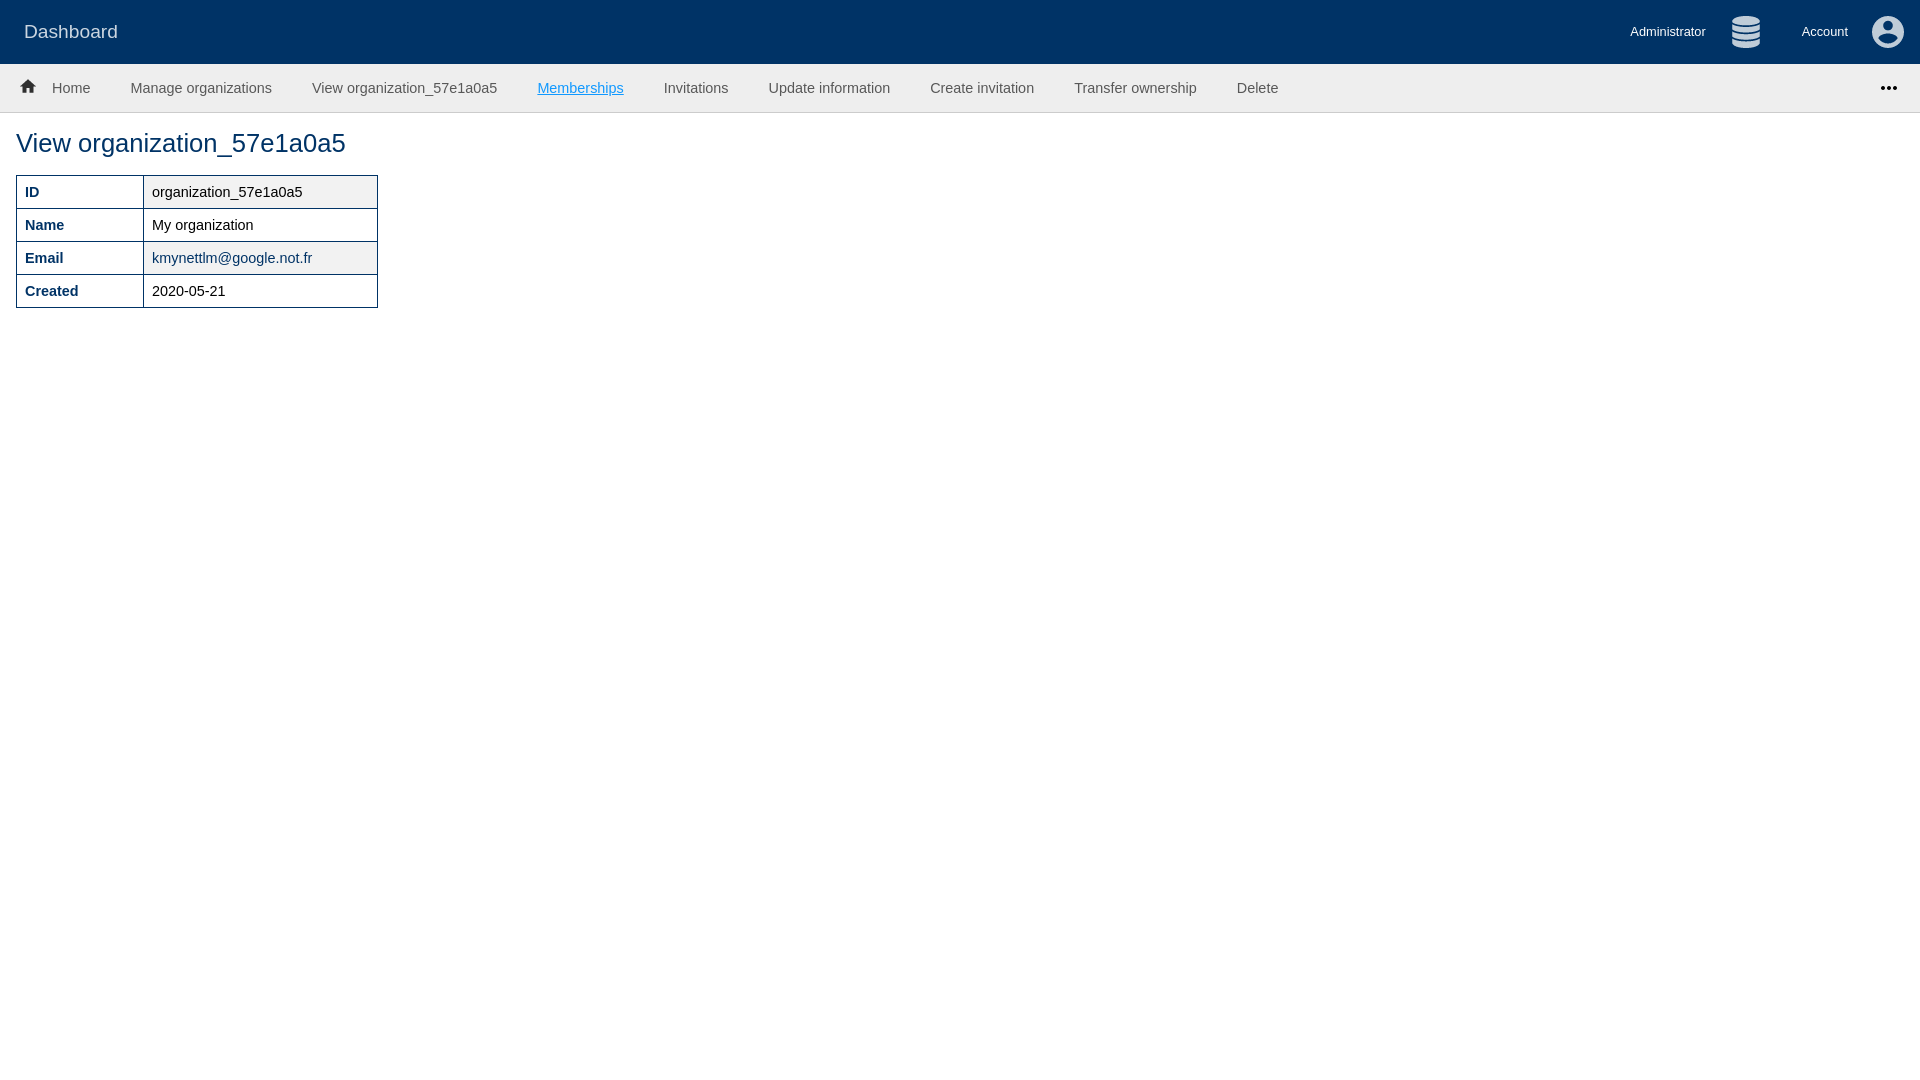 Dashboard
Administrator
Account
Home
Manage organizations
View organization_57e1a0a5
Memberships
Invitations
Update information
Create invitation
Transfer ownership
Delete
View organization_57e1a0a5
ID organization_57e1a0a5
Name My organization
Email kmynettlm@google.not.fr
Created 2020-05-21